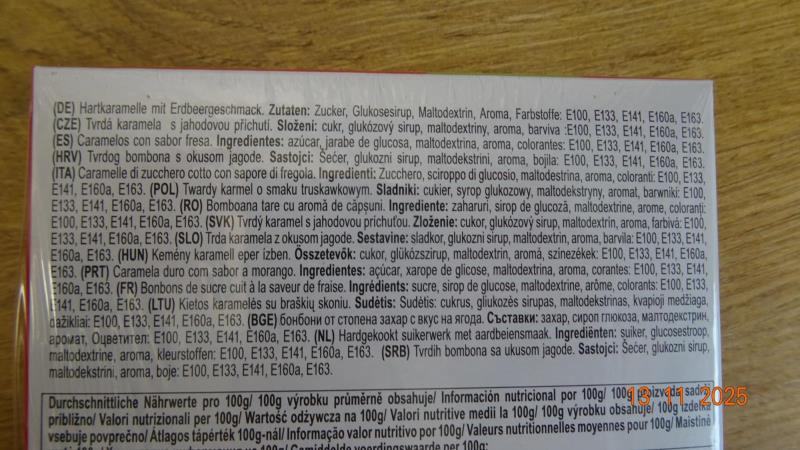 (DE) Hartkaramelle mit Erdbeergeschmack. Zutaten: Zucker, Glukosesirup, Maltodextrin, Aroma, Farbstoffe: E100, E133, E141, E160a, E163.
(CZE) Tvrdá karamela s jahodovou příchutí. Složení: cukr, glukózový sirup, maltodextriny, aroma, barviva :E100, E133, E141, E160a, E163.
(ES) Caramelos con sabor fresa. Ingredientes: azúcar, jarabe de glucosa, maltodextrina, aroma, colorantes: E100, E133, E141, E160a, E163.
(HRV) Tvrdog bombona s okusom jagode. Sastojci: Šećer, glukozni sirup, maltodekstrini, aroma, bojila: E100, E133, E141, E160a, E163.
(ITA) Caramelle di zucchero cotto con sapore di fregola. Ingredienti: Zucchero, sciroppo di glucosio, maltodestrina, aroma, coloranti: E100, E133,
E141, E160a, E163. (POL) Twardy karmel o smaku truskawkowym. Sladniki: cukier, syrop glukozowy, maltodekstryny, aromat, barwniki: E100,
E133, E141, E160a, E163. (RO) Bomboana tare cu aromă de căpșuni. Ingrediente: zaharuri, sirop de glucoză, maltodextrine, arome, coloranți:
E100, E133, E141, E160a, E163. (SVK) Tvrdý karamel s jahodovou príchuťou. Zloženie: cukor, glukózový sirup, maltodextrin, aroma, farbivá: E100,
E133, E141, E160a, E163. (SLO) Trda karamela z okusom jagode. Sestavine: sladkor, glukozni sirup, maltodekstrin, aroma, barvila: E100, E133, E141,
E160a, E163. (HUN) Kemény karamell eper ízben. Összetevők: cukor, glükózszirup, maltodextrin, aromá, színezékek: E100, E133, E141, E160a,
E163. (PRT) Caramela duro com sabor a morango. Ingredientes: açúcar, xarope de glicose, maltodextrina, aroma, corantes: E100, E133, E141,
E160a, E163. (FR) Bonbons de sucre cuit à la saveur de fraise. Ingrédients: sucre, sirop de glucose, maltodextrine, arôme, colorants: E100, E133,
E141, E160a, E163. (LTU) Kietos karamelės su braškių skoniu. Sudėtis: Sudėtis: cukrus, gliukozės sirupas, maltodekstrinas, kvapioji medžiaga,
dažikliai: E100, E133, E141, E160a, E163. (BGE) бонбони от стопена захар с вкус на ягода. Съставки: захар, сироп глюкоза, малтодекстрин,
аромат, Оцветител: E100, E133, E141, E160a, E163. (NL) Hardgekookt suikerwerk met aardbeiensmaak. Ingrediënten: suiker, glucosestroop,
maltodextrine, aroma, kleurstoffen: E100, E133, E141, E160a, E163. (SRB) Tvrdih bombona sa ukusom jagode. Sastojci: Šećer, glukozni sirup,
maltodekstrini, aroma, boje: E100, E133, E141, E160a, E163.
Durchschnittliche Nährwerte pro 100g/ 100g výrobku průměrně obsahuje/ Información nutricional por 100g/ 100g poizvda sadrži
približno/ Valori nutrizionali per 100g/ Wartość odżywcza na 100g/ Valori nutritive medii la 100g/ 100g výrobku obsahuje/ 100g izdelka
vsebuje povprečno/ Átlagos tápérték 100g-nál/ Informação valor nutritivo por 100g/ Valeurs nutritionnelles moyennes pour 100g/ Maistinė
100g: 
13 11 2025